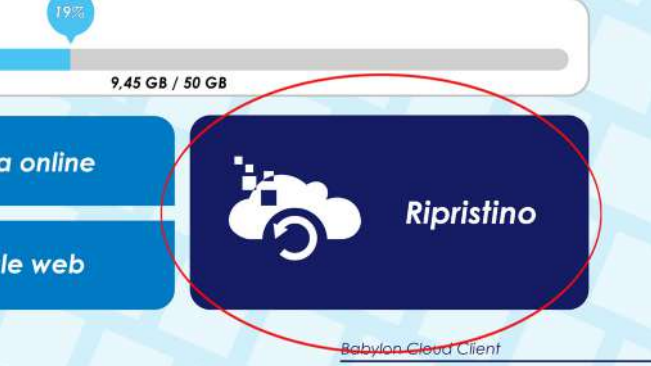 19%
9,45 GB / 50 GB
a online
Ripristino
le web
Babylon Cloud Client